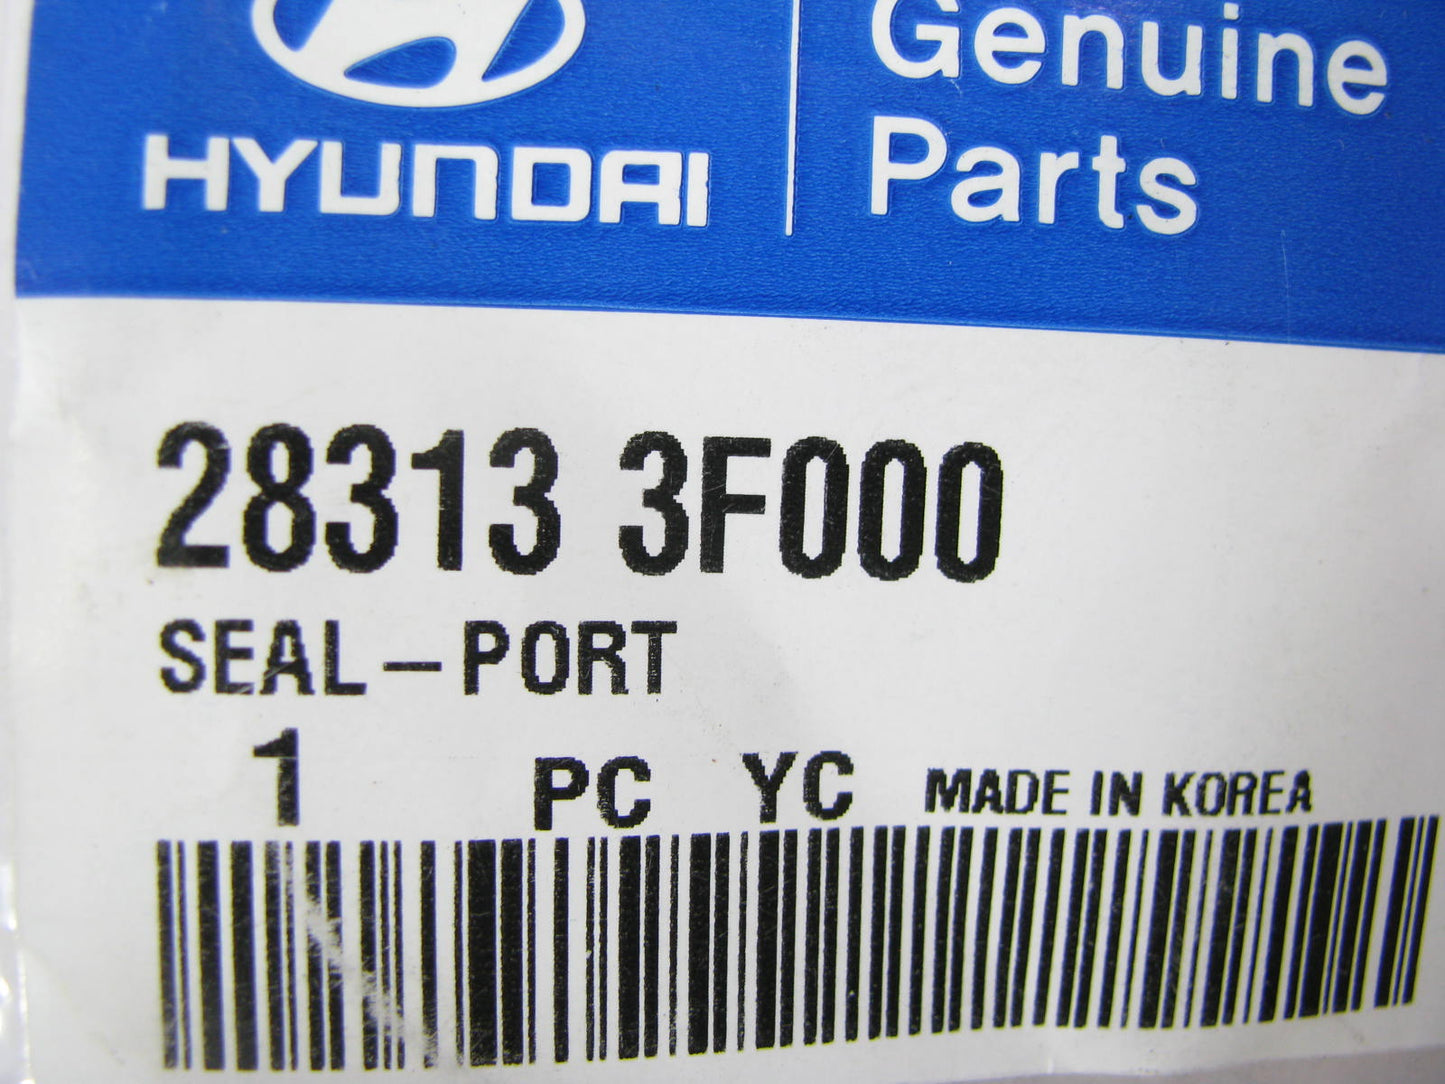 HYUNDAI
Genuine
Parts
28313 3F000
SEAL-PORT
1 PC YC MADE IN KOREA